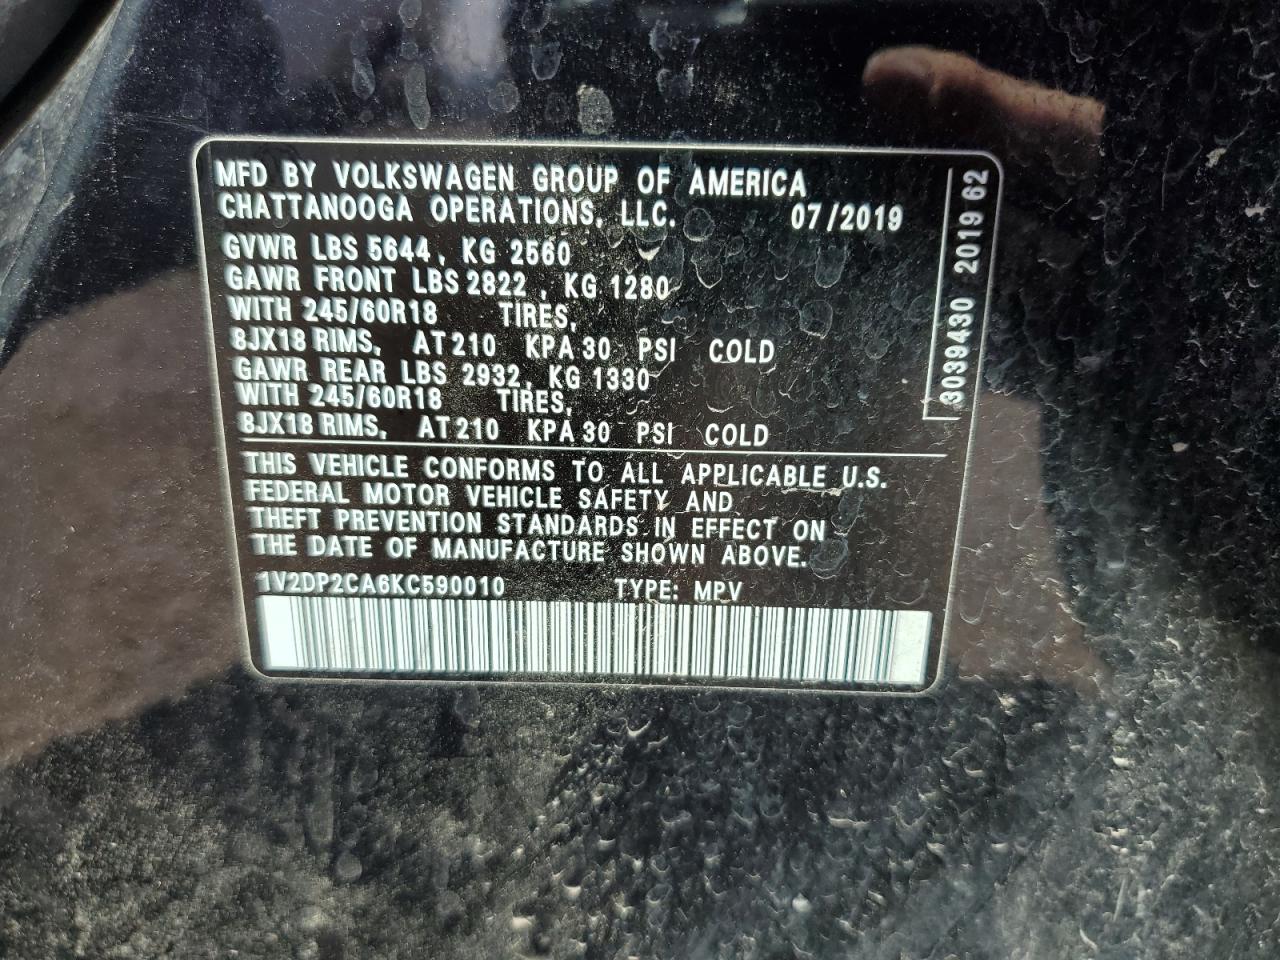 MFD BY VOLKSWAGEN GROUP OF AMERICA
CHATTANOOGA OPERATIONS, LLC. 07/2019
GVWR LBS 5644, KG 2560
GAWR FRONT LBS 2822, KG 1280
WITH 245/60R18 TIRES,
8JX18 RIMS, AT 210 KPA 30 PSI COLD
GAWR REAR LBS 2932, KG 1330
WITH 245/60R18 TIRES,
8JX18 RIMS, AT 210 KPA 30 PSI COLD
THIS VEHICLE CONFORMS TO ALL APPLICABLE U.S.
FEDERAL MOTOR VEHICLE SAFETY AND
THEFT PREVENTION STANDARDS IN EFFECT ON
THE DATE OF MANUFACTURE SHOWN ABOVE.
1V2DP2CA6KC590010 TYPE: MPV
3039430 2019 62